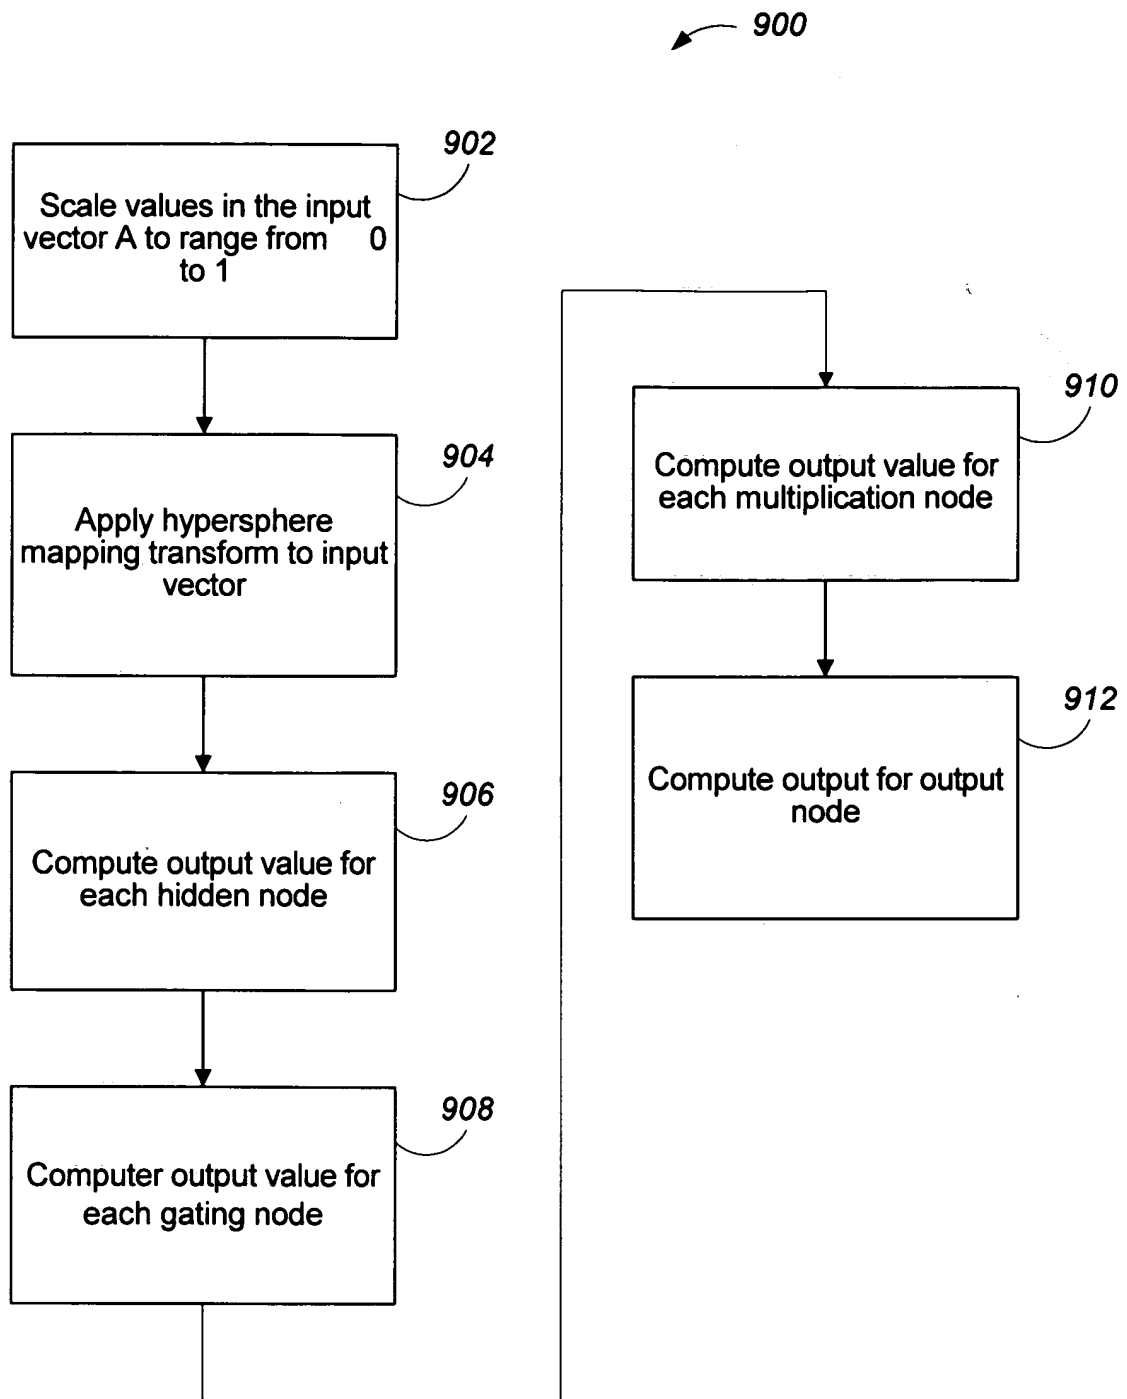 900
902
Scale values in the input
vector A to range from 0
to 1
904
Apply hypersphere
mapping transform to input
vector
906
Compute output value for
each hidden node
908
Computer output value for
each gating node
910
Compute output value for
each multiplication node
912
Compute output for output
node